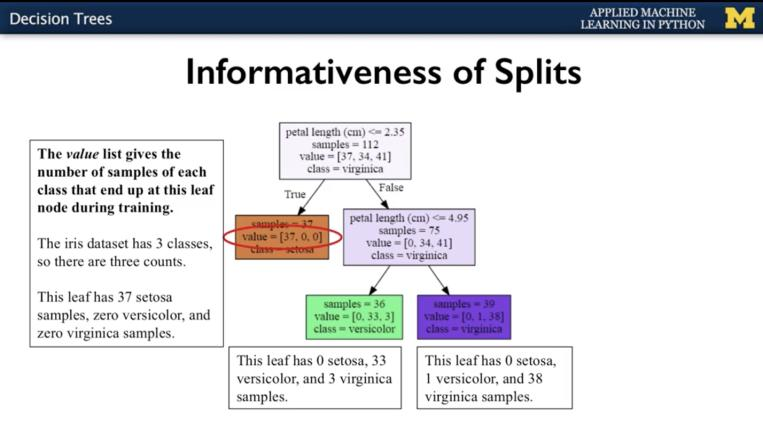 Decision Trees
APPLIED MACHINE
LEARNING IN PYTHON
M
Informativeness of Splits
The value list gives the
number of samples of each
class that end up at this leaf
node during training.
The iris dataset has 3 classes,
so there are three counts.
This leaf has 37 setosa
samples, zero versicolor, and
zero virginica samples.
petal length (cm) <= 2.35
samples = 112
value = [37, 34, 41]
class = virginica
True
False
samples = 37
value = [37, 0, 0]
class = setosa
petal length (cm) <= 4.95
samples = 75
value = [0, 34, 41]
class = virginica
samples = 36
value = [0, 33, 3]
class = versicolor
samples = 39
value = [0, 1, 38]
class = virginica
This leaf has 0 setosa, 33
versicolor, and 3 virginica
samples.
This leaf has 0 setosa,
1 versicolor, and 38
virginica samples.